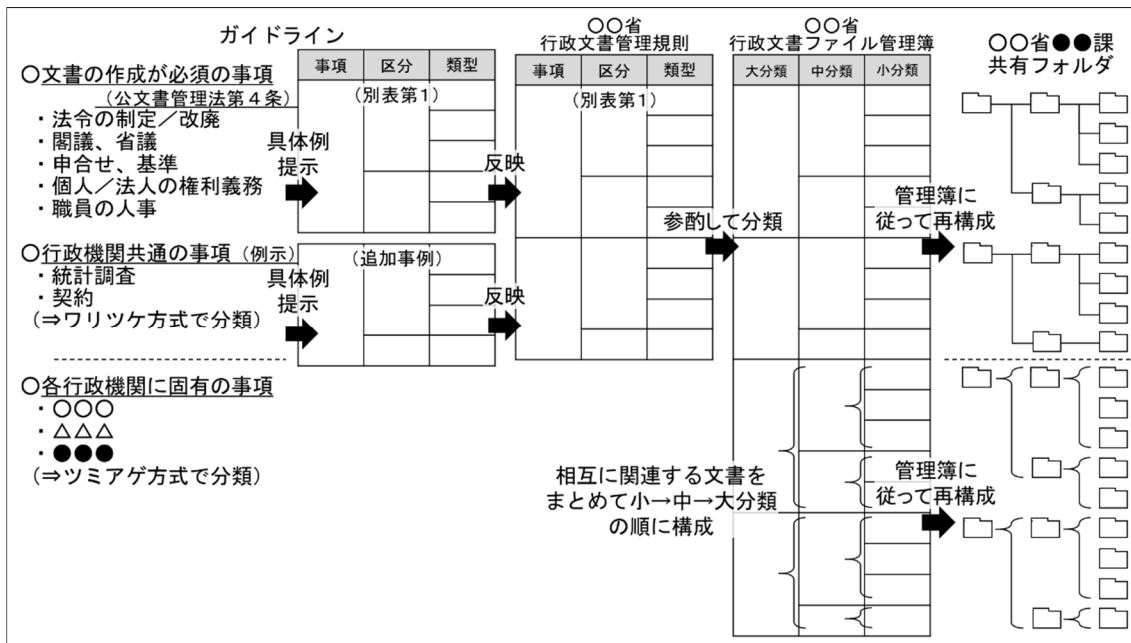 ガイドライン
〇文書の作成が必須の事項
(公文書管理法第4条)
・法令の制定/改廃
・閣議、省議
・申合せ、基準
・個人/法人の権利義務
・職員の人事
〇行政機関共通の事項(例示)
・統計調査
・契約
(⇒ワリツケ方式で分類)
〇各行政機関に固有の事項
・〇〇〇
・△△△
・●●●
(⇒ツミアゲ方式で分類)
具体例
提示
具体例
提示
事項 区分 類型
(別表第1)
(追加事例)
反映
反映
〇〇省
行政文書管理規則
事項 区分 類型
(別表第1)
参酌して分類
相互に関連する文書を
まとめて小→中→大分類
の順に構成
〇〇省
行政文書ファイル管理簿
大分類 中分類 小分類
管理簿に
従って再構成
管理簿に
従って再構成
〇〇省●●課
共有フォルダ